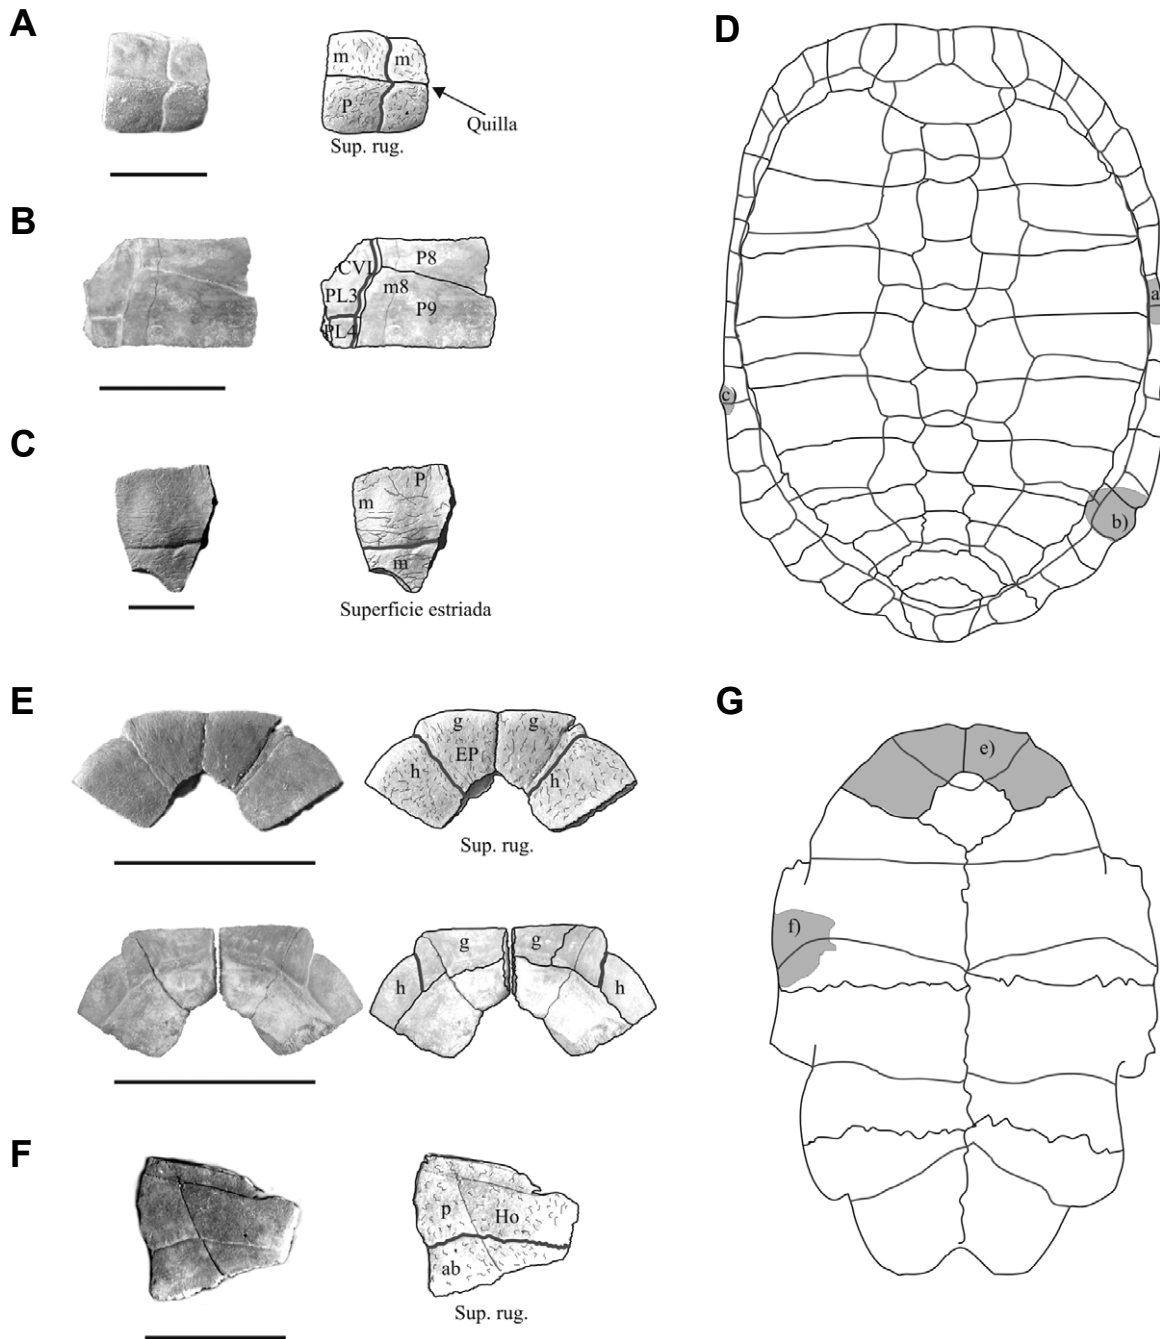 A
m
m
P
Quilla
Sup. rug.
B
CVI
P8
PL3
m8
P9
PL4
C
P
m
m
Superficie estriada
D
a
c)
b)
E
g
g
EP
h
h
Sup. rug.
g
g
h
h
F
p
Ho
ab
Sup. rug.
G
e)
f)